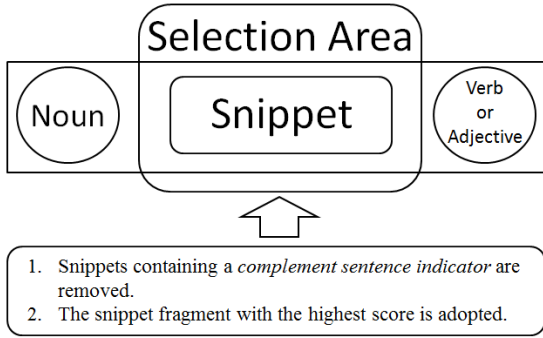 Selection Area
Noun
Snippet
Verb
or
Adjective
1. Snippets containing a complement sentence indicator are
removed.
2. The snippet fragment with the highest score is adopted.